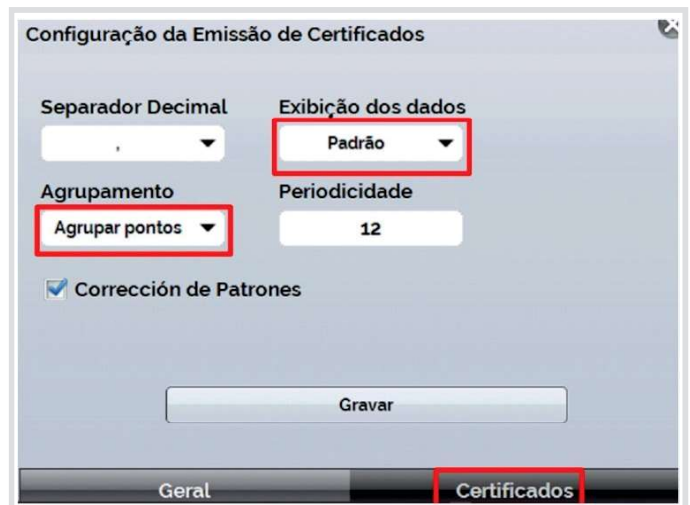 Configuração da Emissão de Certificados
Separador Decimal Exibição dos dados
, Padrão
Agrupamento Periodicidade
Agrupar pontos 12
Corrección de Patrones
Gravar
Geral Certificados